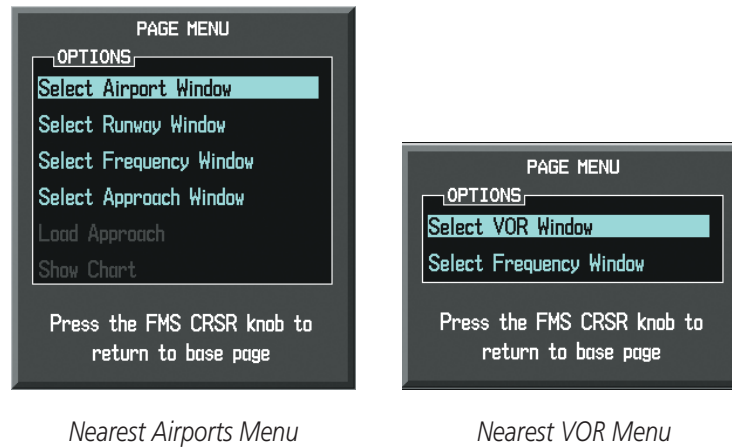 PAGE MENU
OPTIONS
Select Airport Window
Select Runway Window
Select Frequency Window
Select Approach Window
Load Approach
Show Chart
Press the FMS CRSR knob to
return to base page
Nearest Airports Menu
PAGE MENU
OPTIONS
Select VOR Window
Select Frequency Window
Press the FMS CRSR knob to
return to base page
Nearest VOR Menu